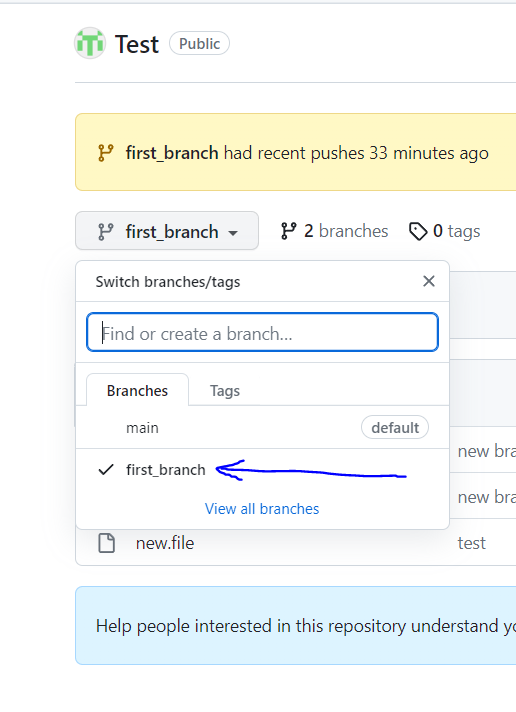 Test Public
first_branch had recent pushes 33 minutes ago
first_branch 2 branches 0 tags
Switch branches/tags
Find or create a branch...
Branches Tags
main default
first_branch
new bra
View all branches
new bra
new.file test
Help people interested in this repository understand yo